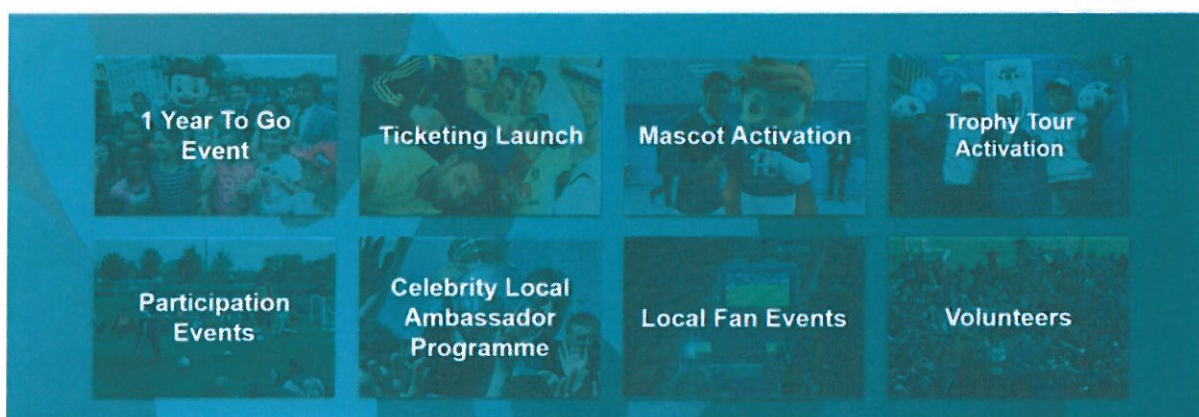 1 Year To Go
Event
Ticketing Launch
Mascot Activation
Trophy Tour
Activation
Participation
Events
Celebrity Local
Ambassador
Programme
Local Fan Events
Volunteers